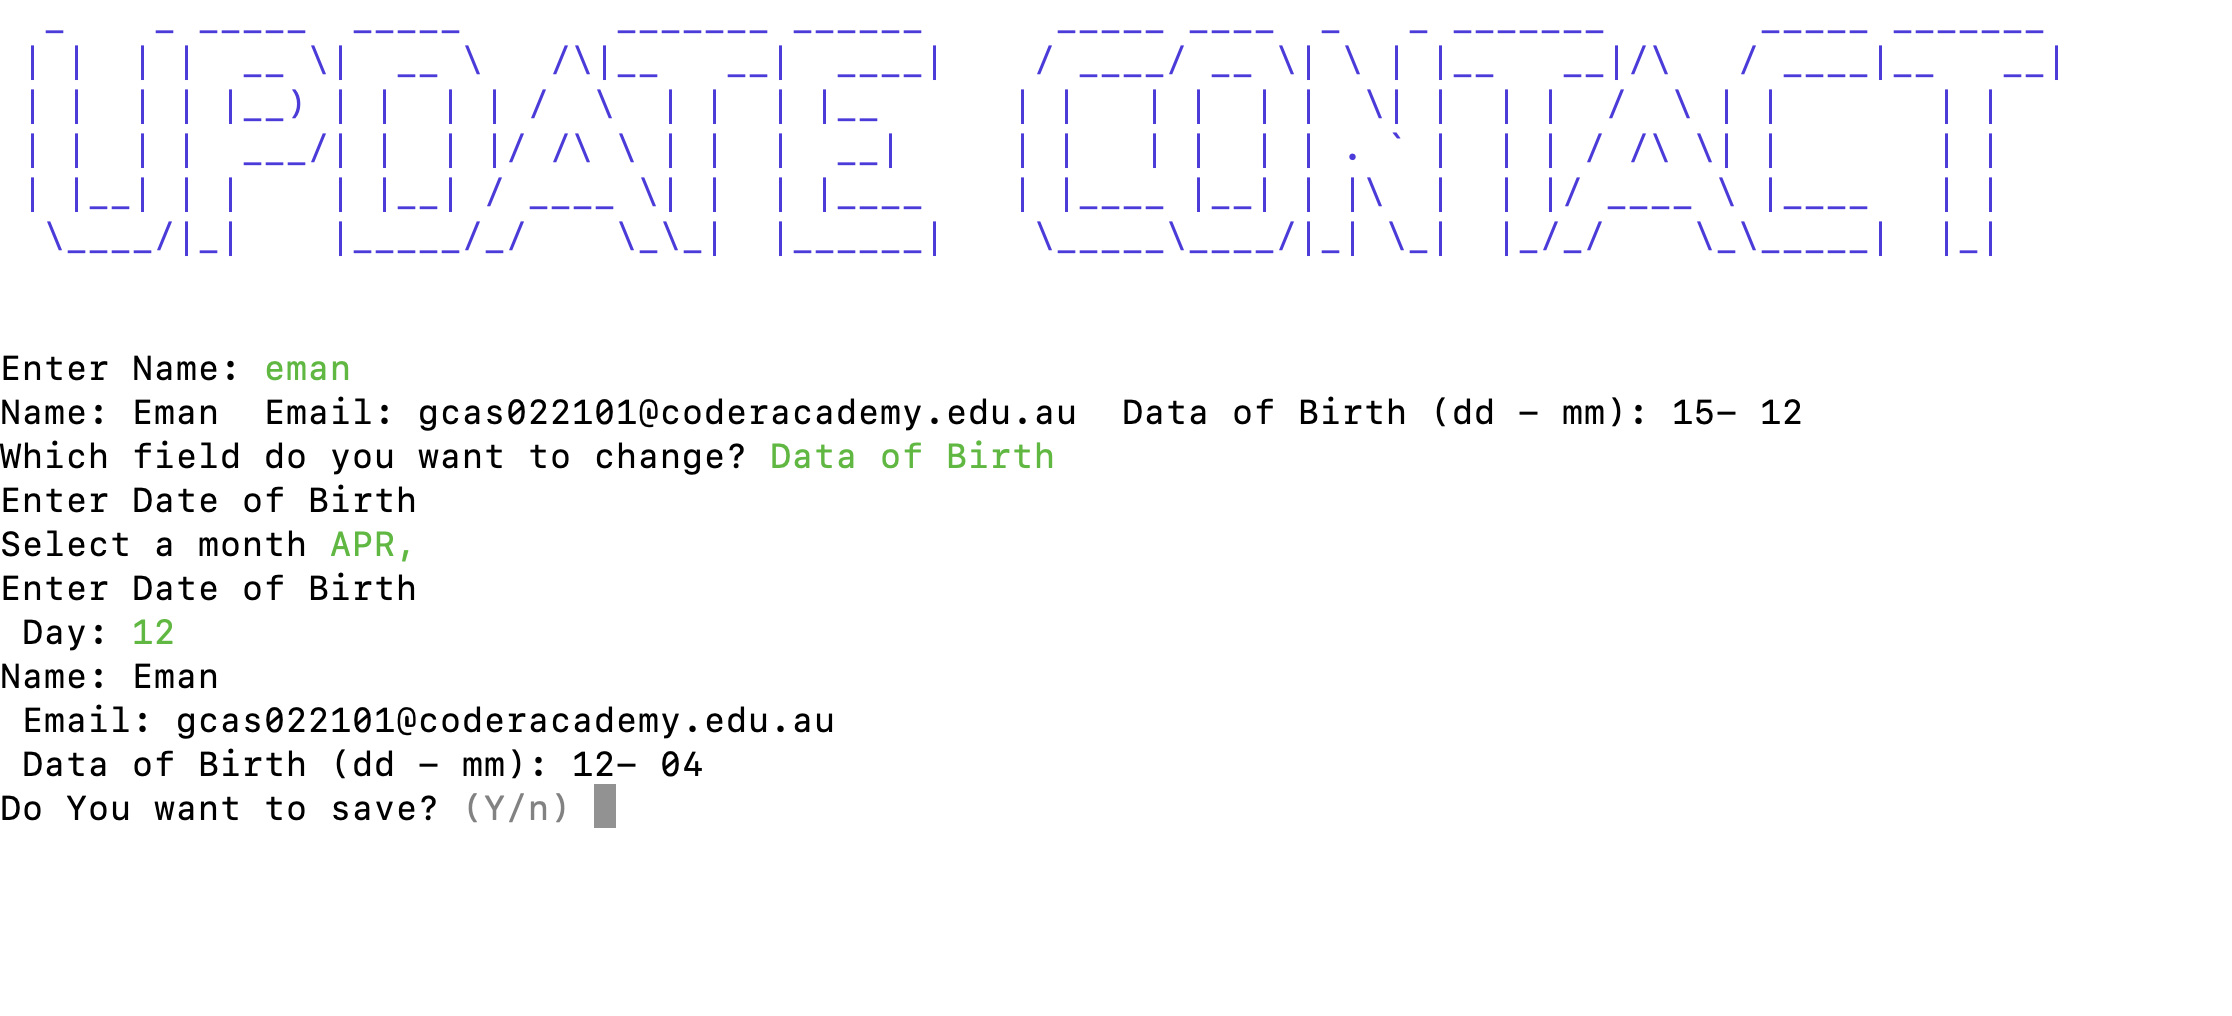 UPDATE CONTACT
Enter Name: eman
Name: Eman  Email: gcas022101@coderacademy.edu.au  Data of Birth (dd - mm): 15- 12
Which field do you want to change? Data of Birth
Enter Date of Birth
Select a month APR,
Enter Date of Birth
 Day: 12
Name: Eman
 Email: gcas022101@coderacademy.edu.au
 Data of Birth (dd - mm): 12- 04
Do You want to save? (Y/n)